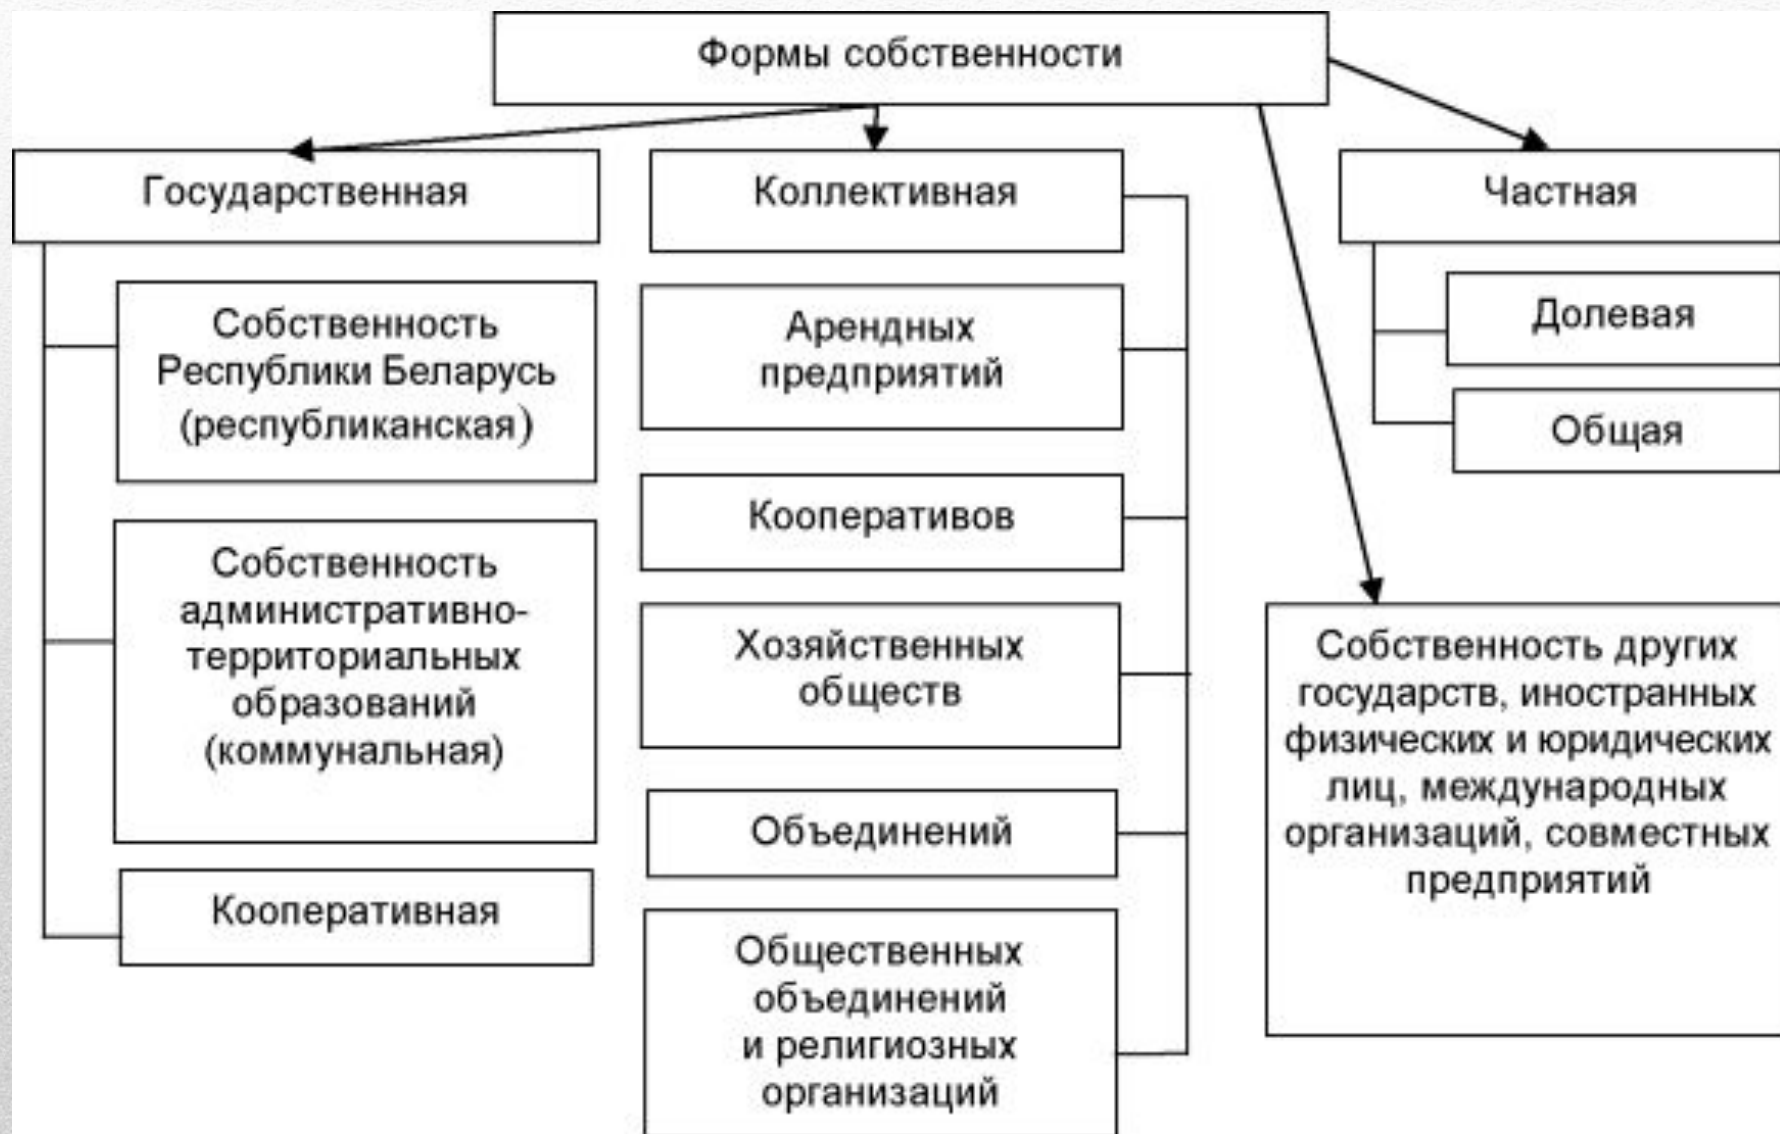 Формы собственности
Государственная
Собственность
Республики Беларусь
(республиканская)
Собственность
административно-
территориальных
образований
(коммунальная)
Кооперативная
Коллективная
Арендных
предприятий
Кооперативов
Хозяйственных
обществ
Объединений
Общественных
объединений
и религиозных
организаций
Частная
Долевая
Общая
Собственность других
государств, иностранных
физических и юридических
лиц, международных
организаций, совместных
предприятий